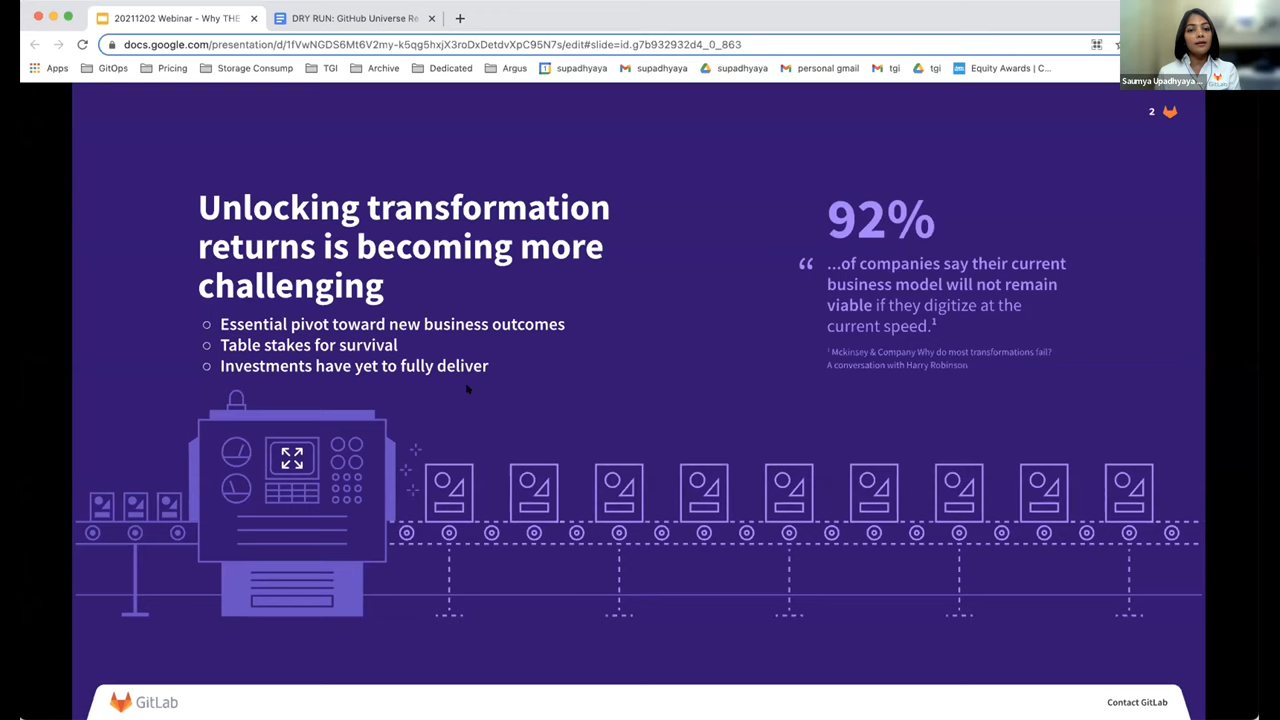 20211202 Webinar - Why THE
DRY RUN: GitHub Universe Re
docs.google.com/presentation/d/1fVwNGDS6Mt6V2my-k5qg5hxjX3roDxDetdvXpC95N7s/edit#slide=id.g7b932932d4_0_863
Apps GitOps Pricing Storage Consump TGI Archive Dedicated Argus supadhyaya supadhyaya supadhyaya personal gmail tgi tgi Equity Awards | C...
Saumya Upadhyaya ...
GitLab
2
Unlocking transformation
returns is becoming more
challenging
○ Essential pivot toward new business outcomes
○ Table stakes for survival
○ Investments have yet to fully deliver
92%
“ ...of companies say their current
business model will not remain
viable if they digitize at the
current speed.¹
¹ Mckinsey & Company Why do most transformations fail?
A conversation with Harry Robinson
GitLab
Contact GitLab